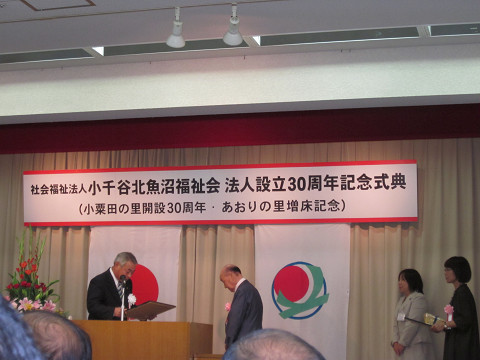 社会福祉法人小千谷北魚沼福祉会 法人設立30周年記念式典
(小粟田の里開設30周年・あおりの里増床記念)